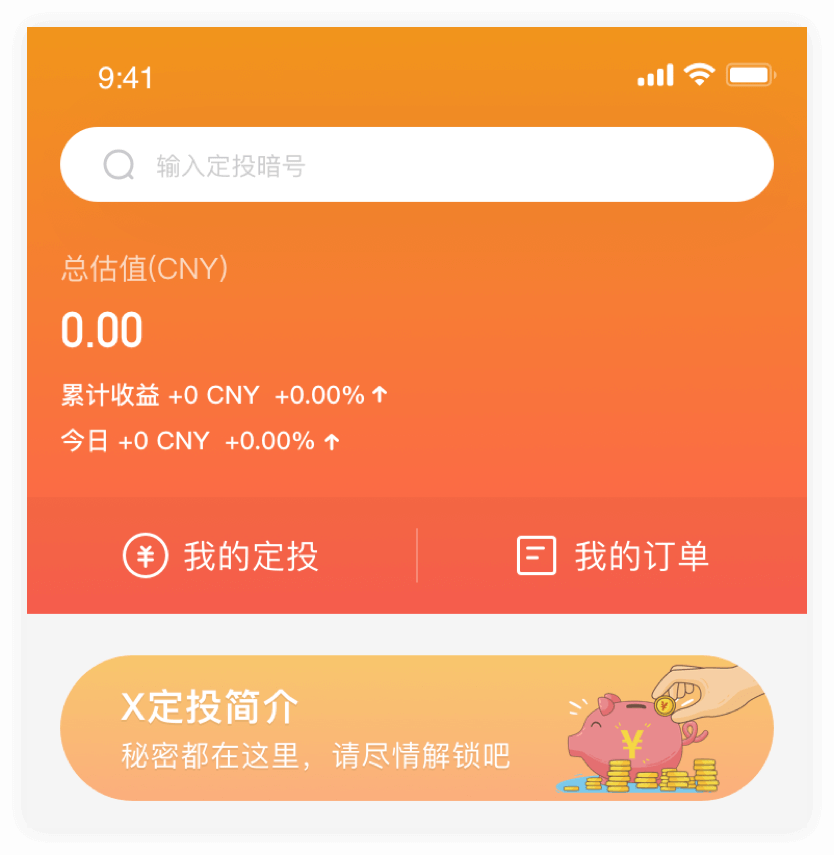 9:41
输入定投暗号
总估值(CNY)
0.00
累计收益 +0 CNY +0.00% ↑
今日 +0 CNY +0.00% ↑
¥ 我的定投
我的订单
X定投简介
秘密都在这里，请尽情解锁吧
¥
¥